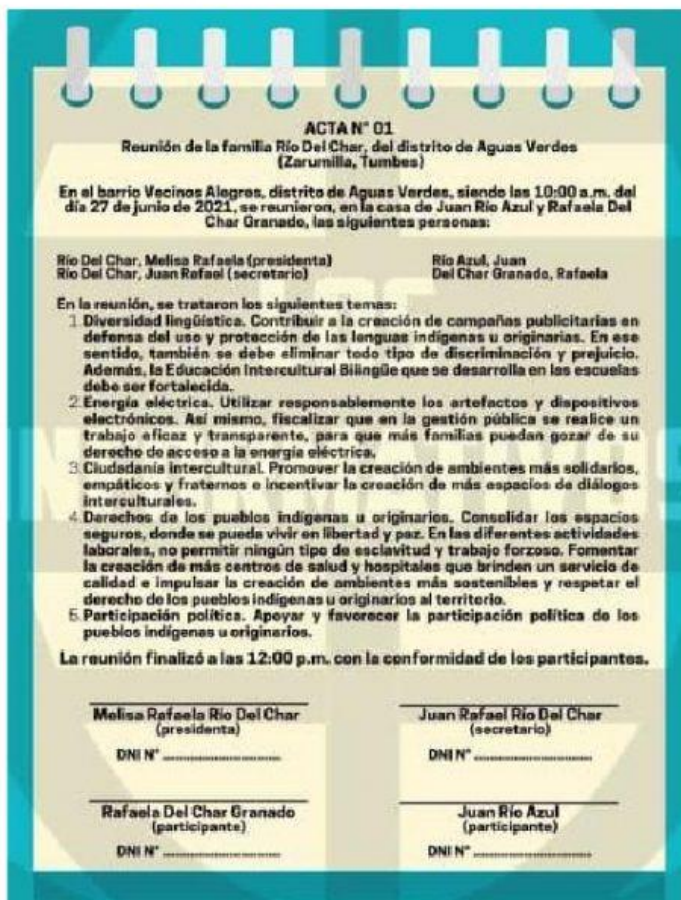 ACTA N° 01
Reunión de la familia Río Del Char, del distrito de Aguas Verdes
(Zarumilla, Tumbes)
En el barrio Vecinos Alegres, distrito de Aguas Verdes, siendo las 10:00 a.m. del
día 27 de junio de 2021, se reunieron, en la casa de Juan Río Azul y Rafaela Del
Char Granado, las siguientes personas:
Río Del Char, Melisa Rafaela (presidenta) Río Azul, Juan
Río Del Char, Juan Rafael (secretario) Del Char Granado, Rafaela
En la reunión, se trataron los siguientes temas:
1. Diversidad lingüística. Contribuir a la creación de campañas publicitarias en
defensa del uso y protección de las lenguas indígenas u originarias. En ese
sentido, también se debe eliminar todo tipo de discriminación y prejuicio.
Además, la Educación Intercultural Bilingüe que se desarrolla en las escuelas
debe ser fortalecida.
2. Energía eléctrica. Utilizar responsablemente los artefactos y dispositivos
electrónicos. Así mismo, fiscalizar que en la gestión pública se realice un
trabajo eficaz y transparente, para que más familias puedan gozar de su
derecho de acceso a la energía eléctrica.
3. Ciudadanía intercultural. Promover la creación de ambientes más solidarios,
empáticos y fraternos e incentivar la creación de más espacios de diálogos
interculturales.
4. Derechos de los pueblos indígenas u originarios. Consolidar los espacios
seguros, donde se pueda vivir en libertad y paz. En las diferentes actividades
laborales, no permitir ningún tipo de esclavitud y trabajo forzoso. Fomentar
la creación de más centros de salud y hospitales que brinden un servicio de
calidad e impulsar la creación de ambientes más sostenibles y respetar el
derecho de los pueblos indígenas u originarios al territorio.
5. Participación política. Apoyar y favorecer la participación política de los
pueblos indígenas u originarios.
La reunión finalizó a las 12:00 p.m. con la conformidad de los participantes.
Melisa Rafaela Río Del Char Juan Rafael Río Del Char
(presidenta) (secretario)
DNI N° .............................. DNI N° ..............................
Rafaela Del Char Granado Juan Río Azul
(participante) (participante)
DNI N° .............................. DNI N° ..............................